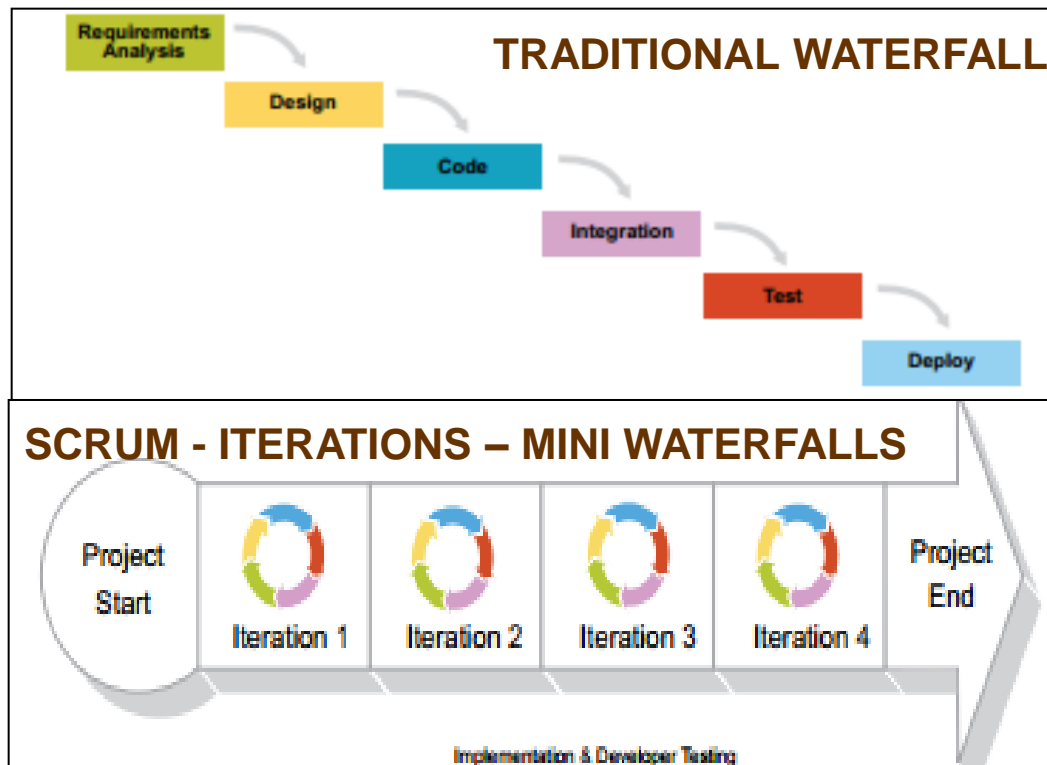 Requirements
Analysis
TRADITIONAL WATERFALL
Design
Code
Integration
Test
Deploy
SCRUM - ITERATIONS – MINI WATERFALLS
Project
Start
Iteration 1
Iteration 2
Iteration 3
Iteration 4
Project
End
Implementation & Developer Testing